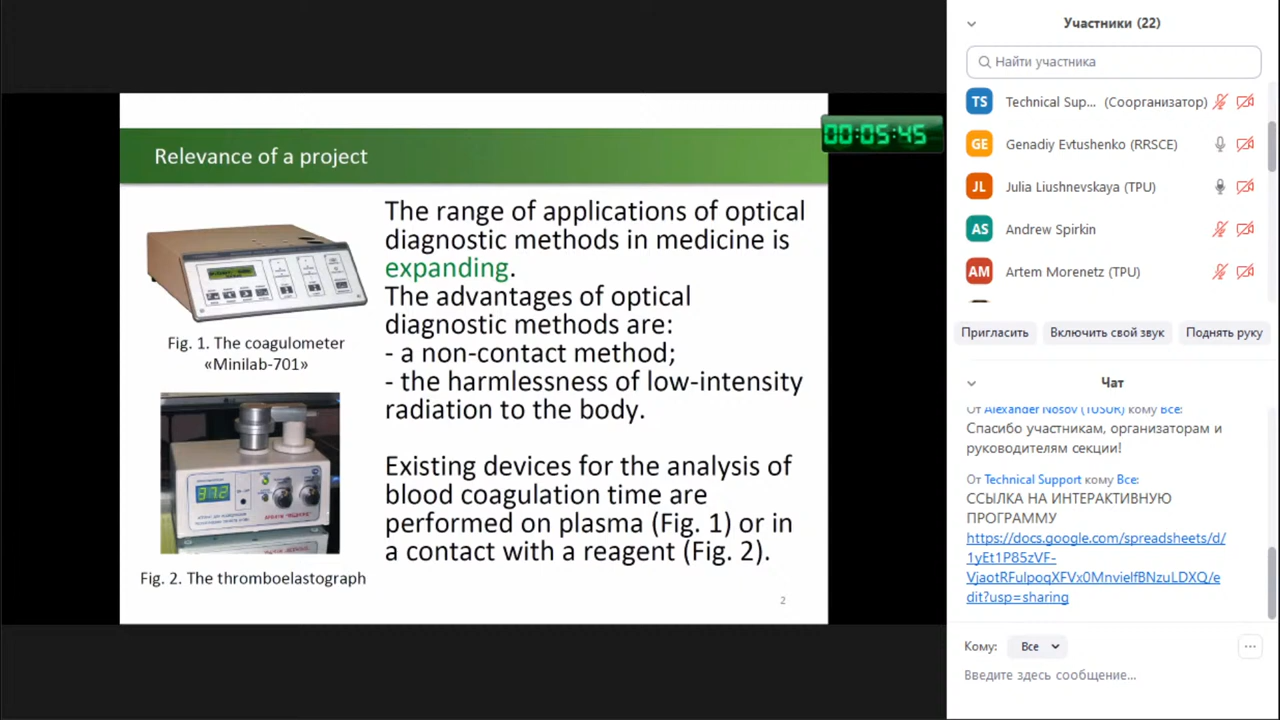 Relevance of a project
00:05:45
The range of applications of optical
diagnostic methods in medicine is
expanding.
The advantages of optical
diagnostic methods are:
- a non-contact method;
- the harmlessness of low-intensity
radiation to the body.
Existing devices for the analysis of
blood coagulation time are
performed on plasma (Fig. 1) or in
a contact with a reagent (Fig. 2).
Fig. 1. The coagulometer
«Minilab-701»
372
Fig. 2. The thromboelastograph
2
Участники (22)
Найти участника
TS Technical Sup... (Соорганизатор)
GE Genadiy Evtushenko (RRSCE)
JL Julia Liushnevskaya (TPU)
AS Andrew Spirkin
AM Artem Morenetz (TPU)
Пригласить Включить свой звук Поднять руку
Чат
От Alexander Nosov (TUSUR) кому Все:
Спасибо участникам, организаторам и
руководителям секции!
От Technical Support кому Все:
ССЫЛКА НА ИНТЕРАКТИВНУЮ
ПРОГРАММУ
https://docs.google.com/spreadsheets/d/
1yEt1P85zVF-
VjaotRFulpoqXFVx0MnvielfBNzuLDXQ/e
dit?usp=sharing
Кому: Все
Введите здесь сообщение...